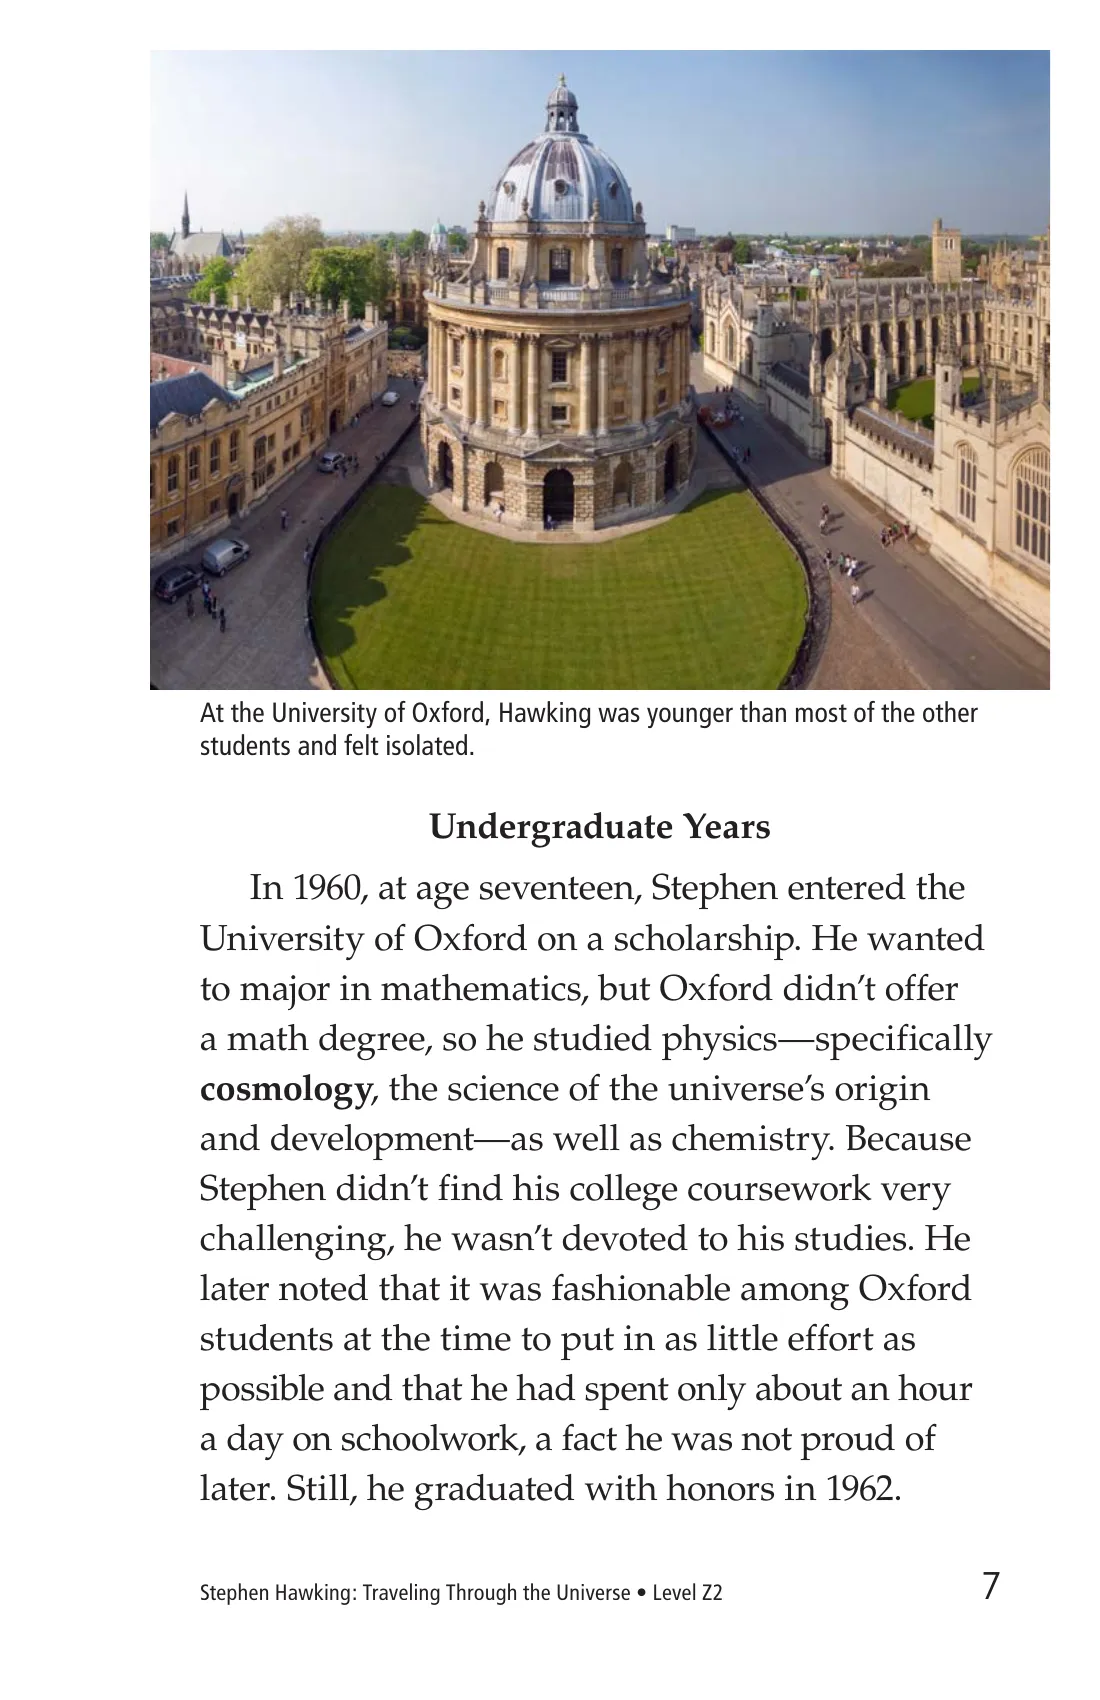 At the University of Oxford, Hawking was younger than most of the other
students and felt isolated.
Undergraduate Years
In 1960, at age seventeen, Stephen entered the
University of Oxford on a scholarship. He wanted
to major in mathematics, but Oxford didn’t offer
a math degree, so he studied physics—specifically
cosmology, the science of the universe’s origin
and development—as well as chemistry. Because
Stephen didn’t find his college coursework very
challenging, he wasn’t devoted to his studies. He
later noted that it was fashionable among Oxford
students at the time to put in as little effort as
possible and that he had spent only about an hour
a day on schoolwork, a fact he was not proud of
later. Still, he graduated with honors in 1962.
Stephen Hawking: Traveling Through the Universe • Level Z2
7